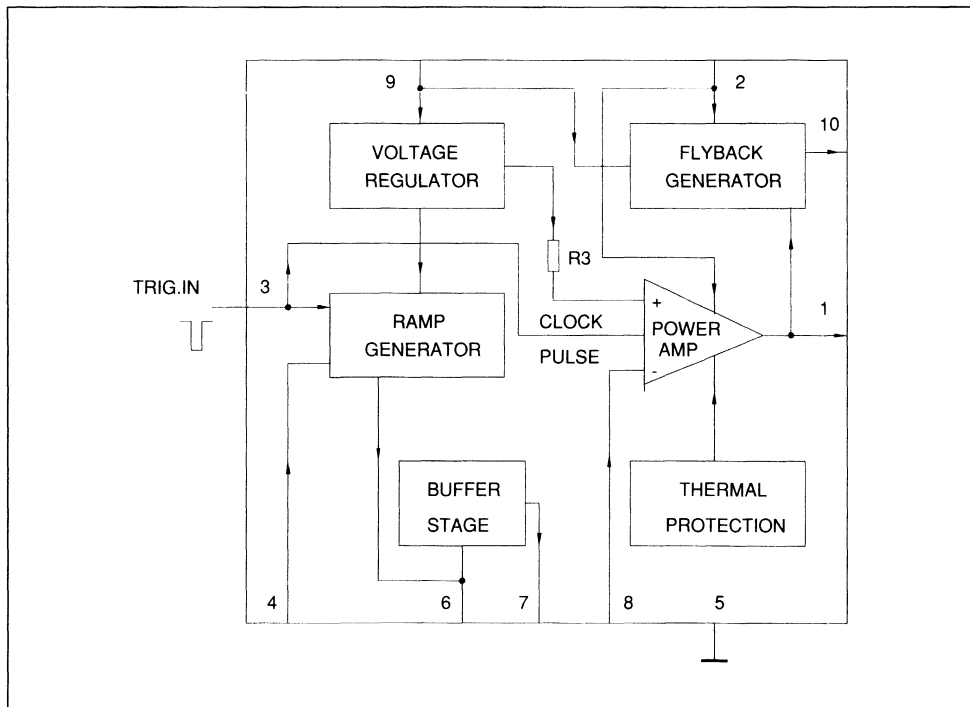 9
2
10
VOLTAGE
REGULATOR
FLYBACK
GENERATOR
R3
TRIG.IN
3
1
RAMP
GENERATOR
CLOCK
PULSE
+
POWER
AMP
-
BUFFER
STAGE
THERMAL
PROTECTION
4
6
7
8
5